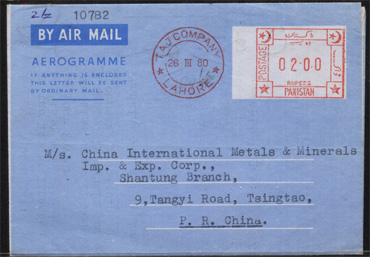 2/=
10782
BY AIR MAIL
AEROGRAMME
IF ANYTHING IS ENCLOSED
THIS LETTER WILL BE SENT
BY ORDINARY MAIL.
TAJ COMPANY
26 III 80
LAHORE
POSTAGE
02·00
RUPEES
PAKISTAN
M/s. China International Metals & Minerals
Imp. & Exp. Corp.,
Shantung Branch,
9,Tangyi Road, Tsingtao,
P. R. China.